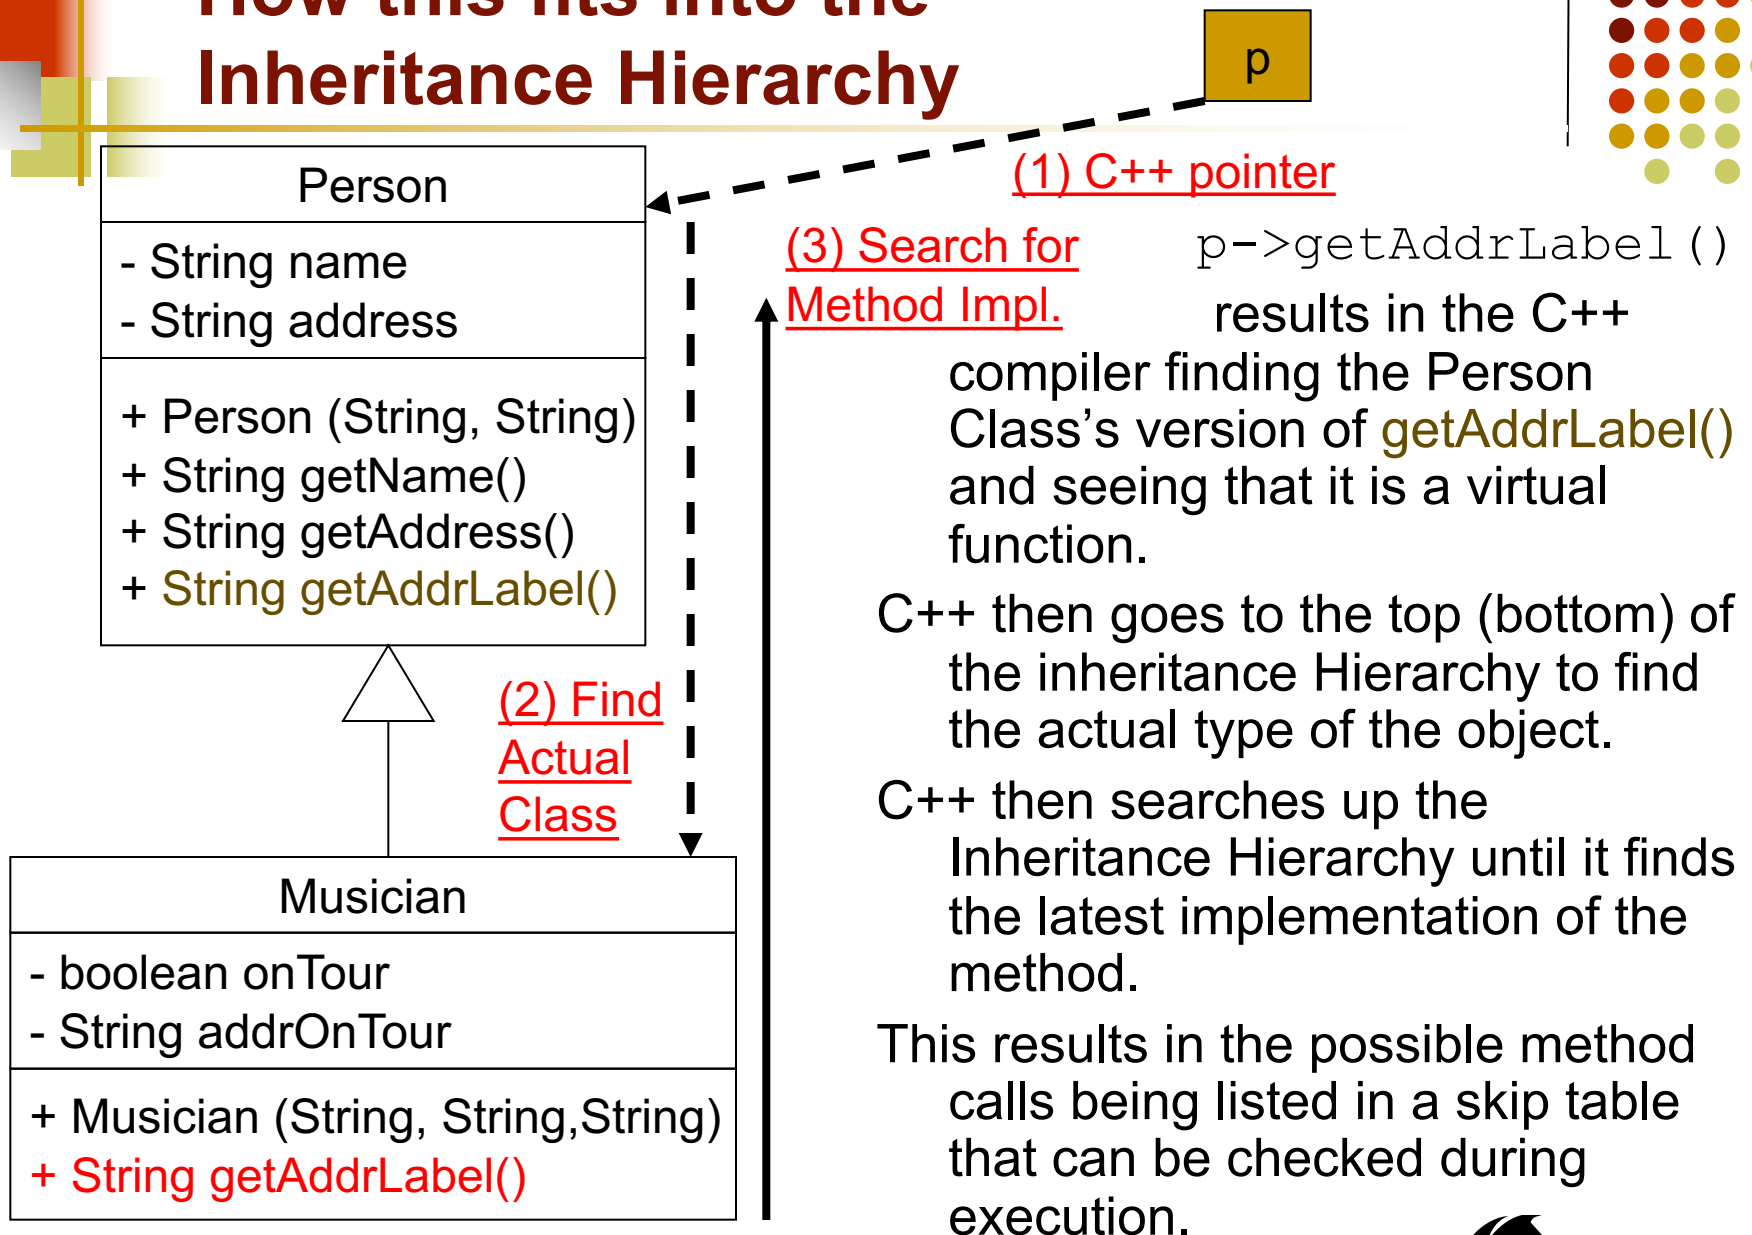 How this fits into the
Inheritance Hierarchy
p
(1) C++ pointer
Person
- String name
- String address
+ Person (String, String)
+ String getName()
+ String getAddress()
+ String getAddrLabel()
(2) Find
Actual
Class
(3) Search for
Method Impl.
Musician
- boolean onTour
- String addrOnTour
+ Musician (String, String,String)
+ String getAddrLabel()
p->getAddrLabel()
results in the C++
compiler finding the Person
Class’s version of getAddrLabel()
and seeing that it is a virtual
function.
C++ then goes to the top (bottom) of
the inheritance Hierarchy to find
the actual type of the object.
C++ then searches up the
Inheritance Hierarchy until it finds
the latest implementation of the
method.
This results in the possible method
calls being listed in a skip table
that can be checked during
execution.